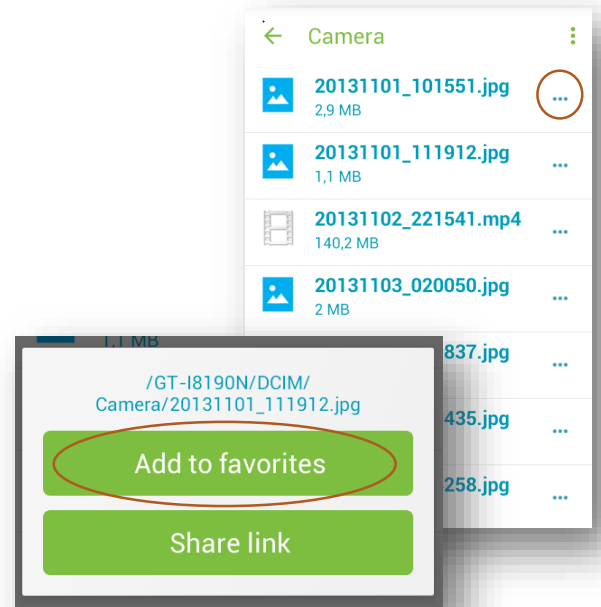 Camera
20131101_101551.jpg
2,9 MB
20131101_111912.jpg
1,1 MB
20131102_221541.mp4
140,2 MB
20131103_020050.jpg
2 MB
837.jpg
435.jpg
258.jpg
1,1 MB
/GT-I8190N/DCIM/
Camera/20131101_111912.jpg
Add to favorites
Share link